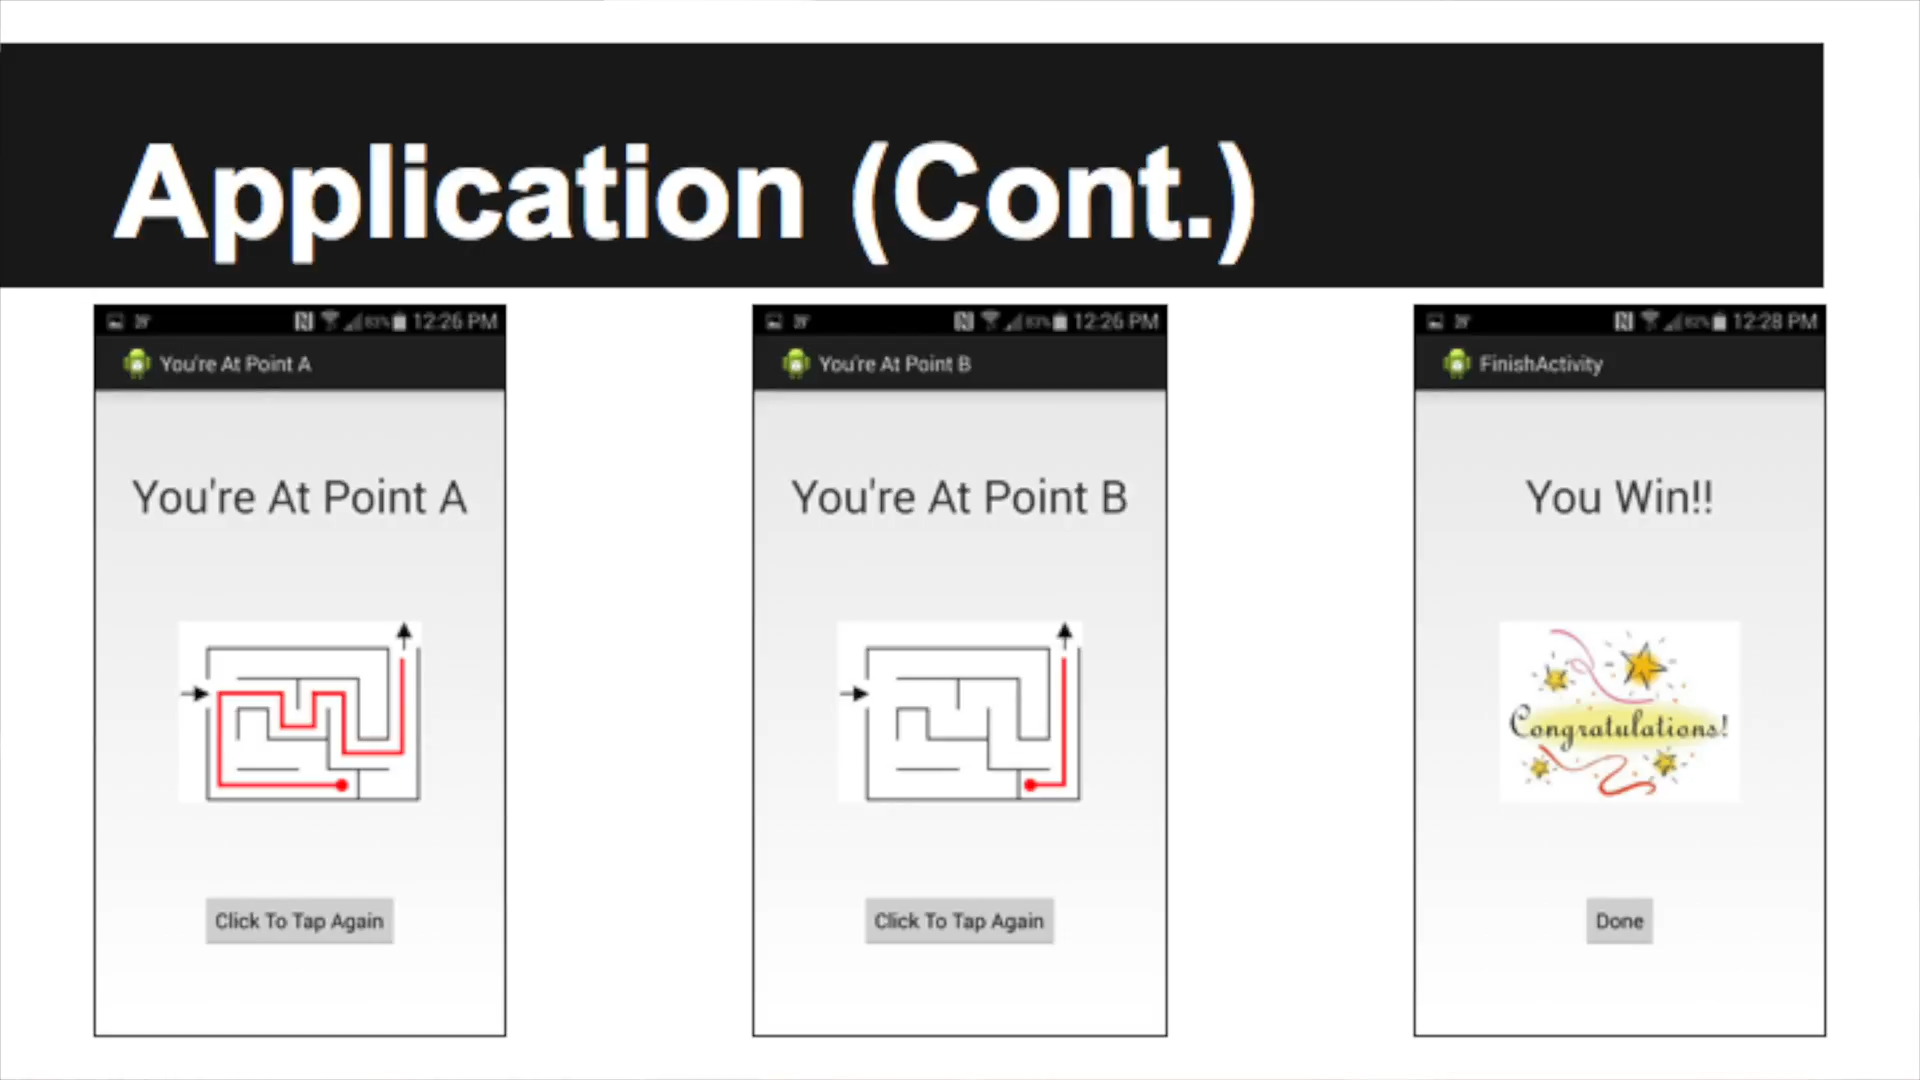 Application (Cont.)
12:26 PM
You're At Point A
You're At Point A
Click To Tap Again
12:26 PM
You're At Point B
You're At Point B
Click To Tap Again
12:28 PM
FinishActivity
You Win!!
Congratulations!
Done